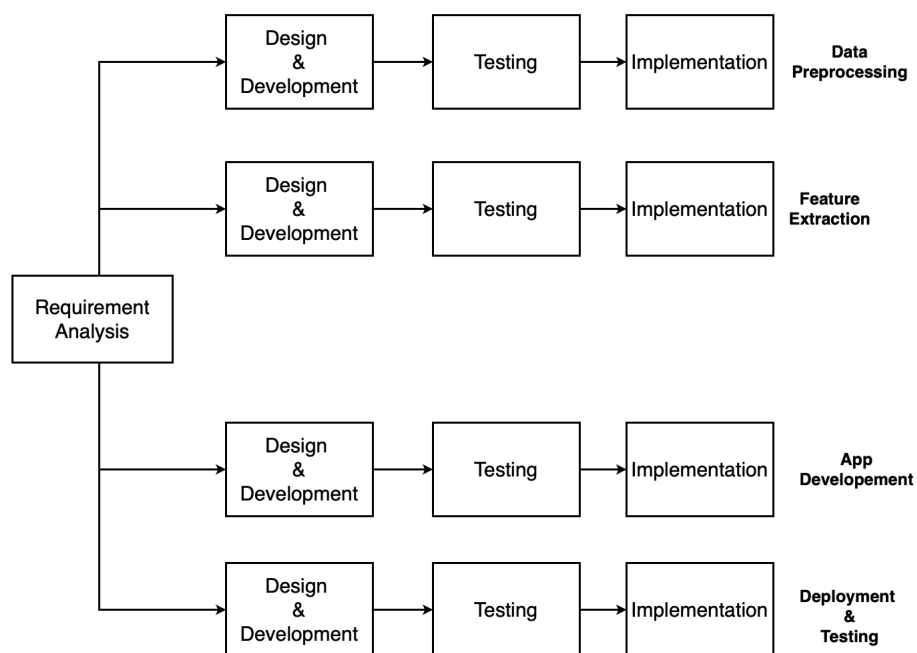 Design
&
Development
Testing
Implementation
Data
Preprocessing
Design
&
Development
Testing
Implementation
Feature
Extraction
Requirement
Analysis
Design
&
Development
Testing
Implementation
App
Developement
Design
&
Development
Testing
Implementation
Deployment
&
Testing